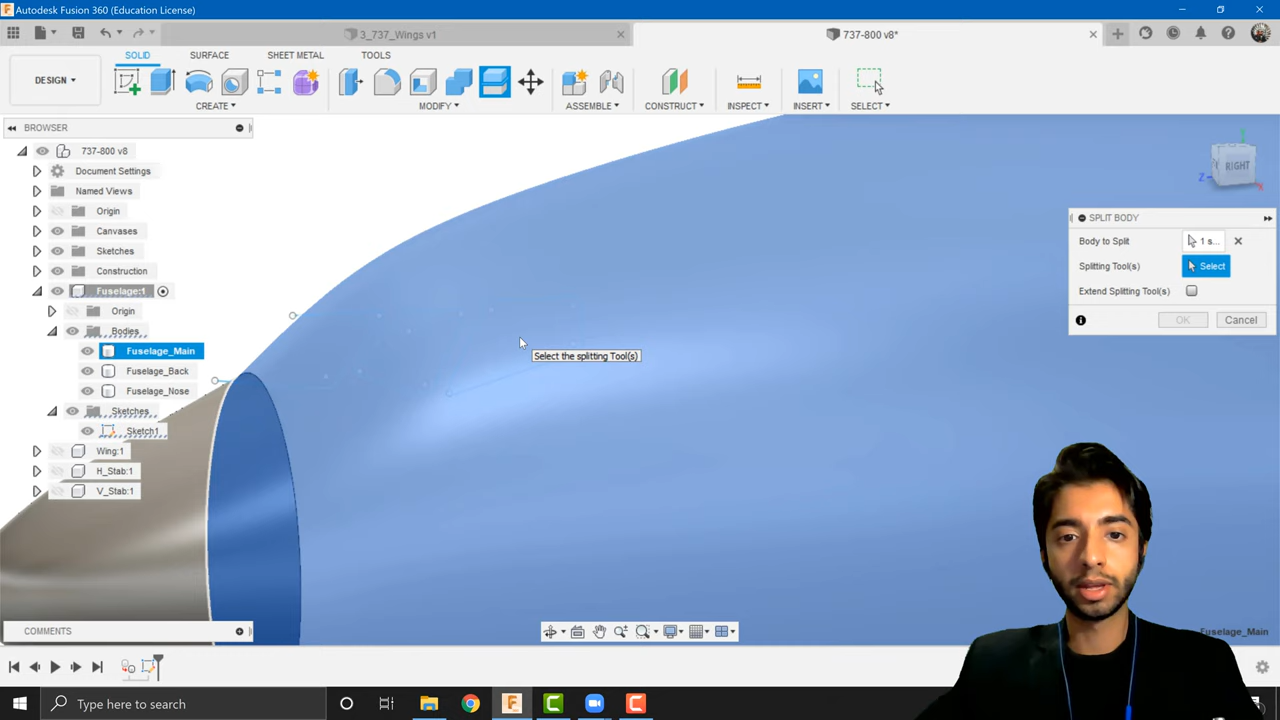 Autodesk Fusion 360 (Education License)
3_737_Wings v1
737-800 v8*
DESIGN
SOLID
SURFACE
SHEET METAL
TOOLS
CREATE
MODIFY
ASSEMBLE
CONSTRUCT
INSPECT
INSERT
SELECT
BROWSER
737-800 v8
Document Settings
Named Views
Origin
Canvases
Sketches
Construction
Fuselage:1
Origin
Bodies
Fuselage_Main
Fuselage_Back
Fuselage_Nose
Sketches
Sketch1
Wing:1
H_Stab:1
V_Stab:1
Select the splitting Tool(s)
RIGHT
Z
X
SPLIT BODY
Body to Split
1 s...
Splitting Tool(s)
Select
Extend Splitting Tool(s)
OK
Cancel
COMMENTS
Fuselage_Main
Type here to search